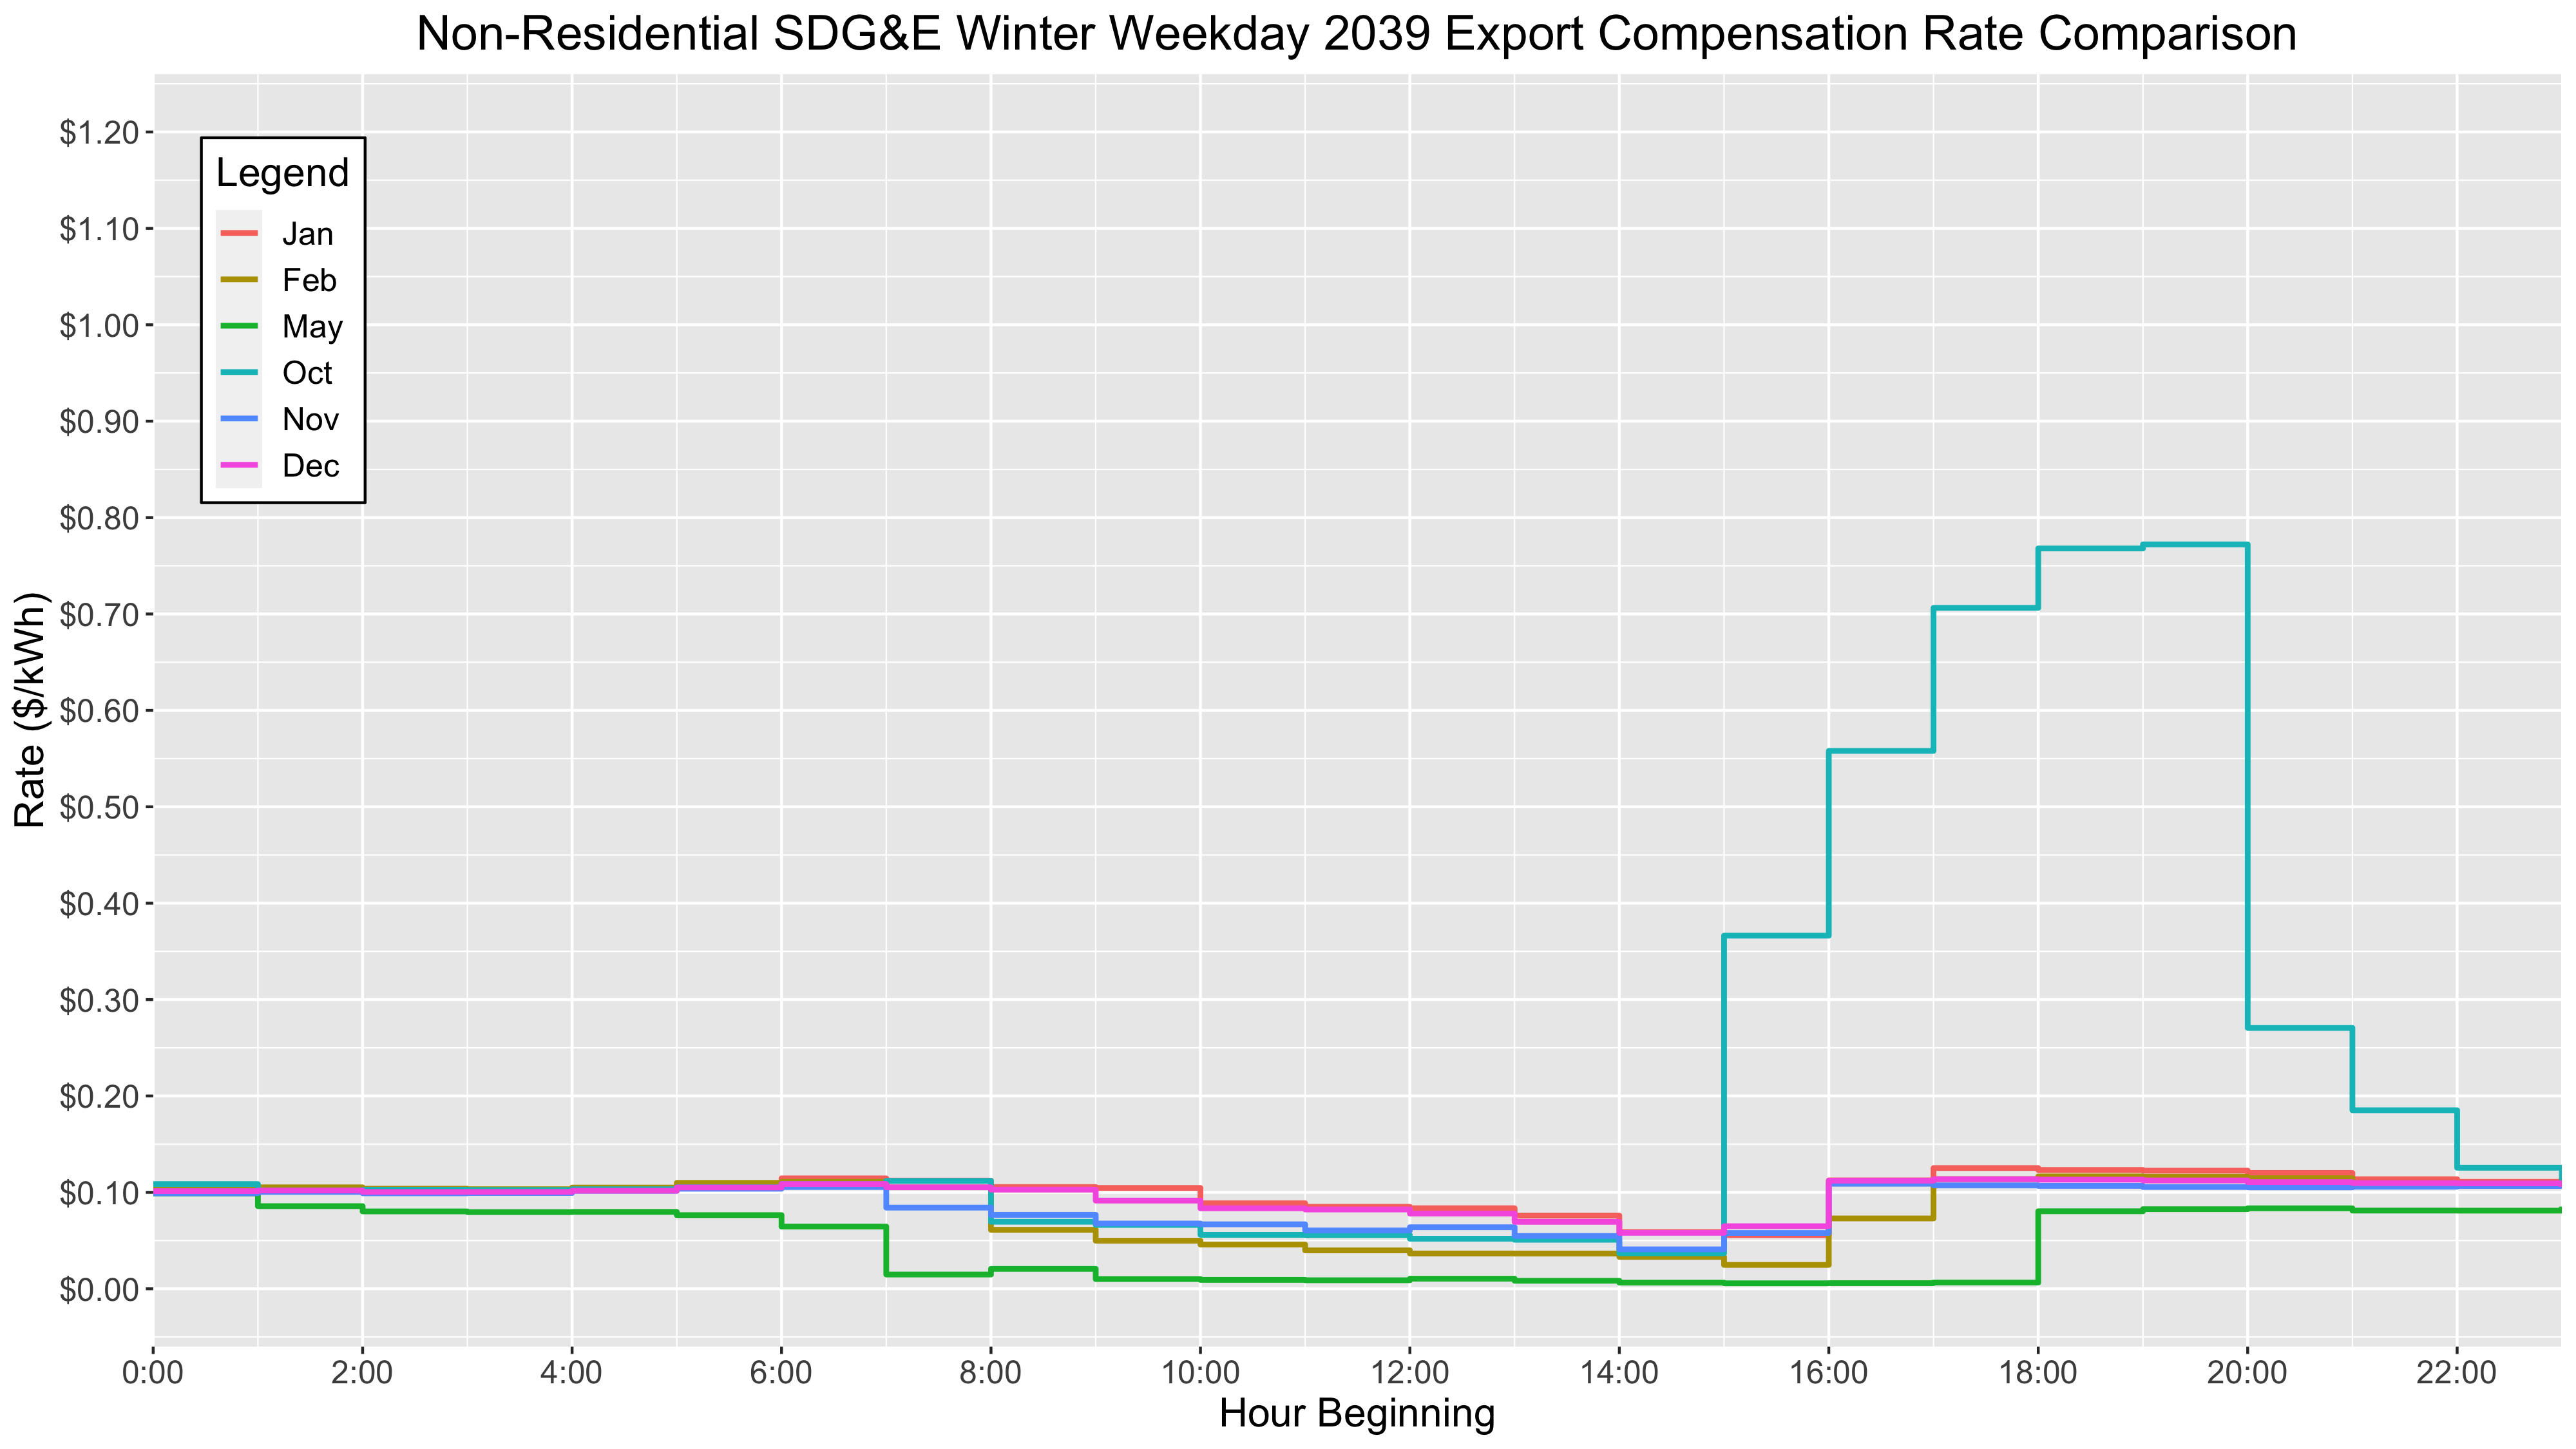 Non-Residential SDG&E Winter Weekday 2039 Export Compensation Rate Comparison
$1.20
$1.10
$1.00
$0.90
$0.80
$0.70
$0.60
$0.50
$0.40
$0.30
$0.20
$0.10
$0.00
Rate ($/kWh)
Legend
Jan
Feb
May
Oct
Nov
Dec
0:00 2:00 4:00 6:00 8:00 10:00 12:00 14:00 16:00 18:00 20:00 22:00
Hour Beginning